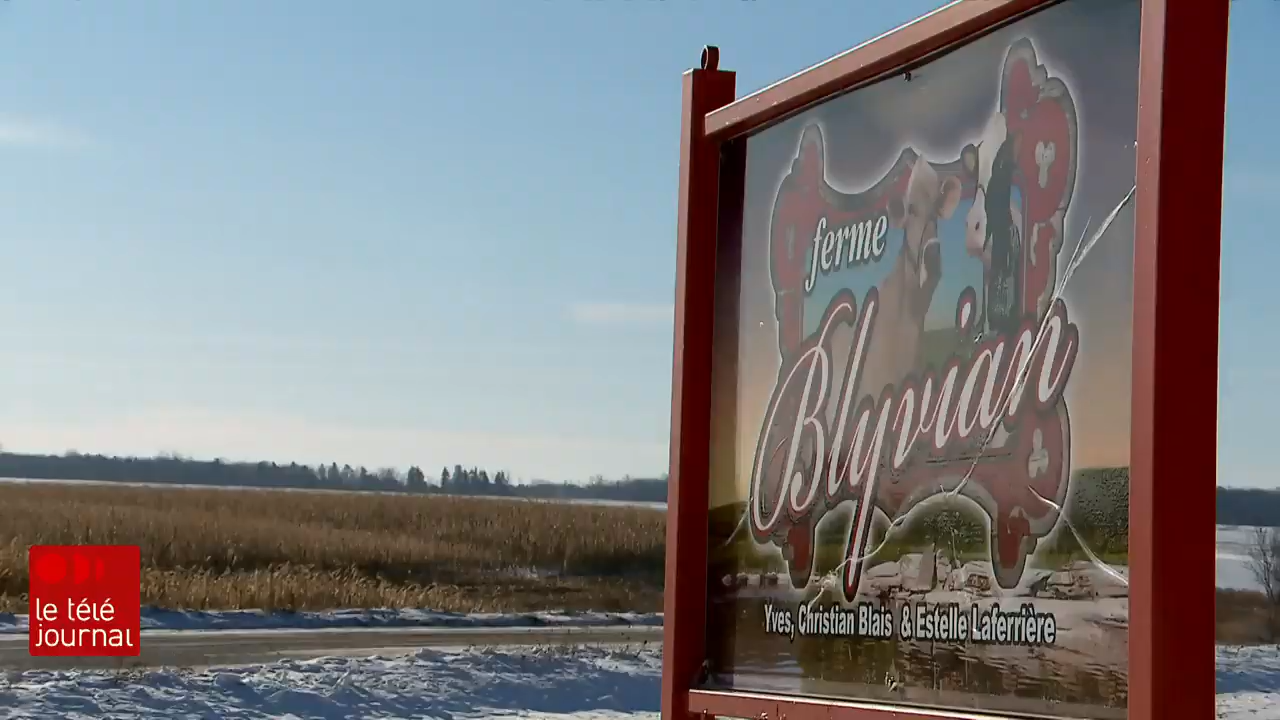 ferme
Blyvian
Yves, Christian Blais & Estelle Laferrière
le télé
journal